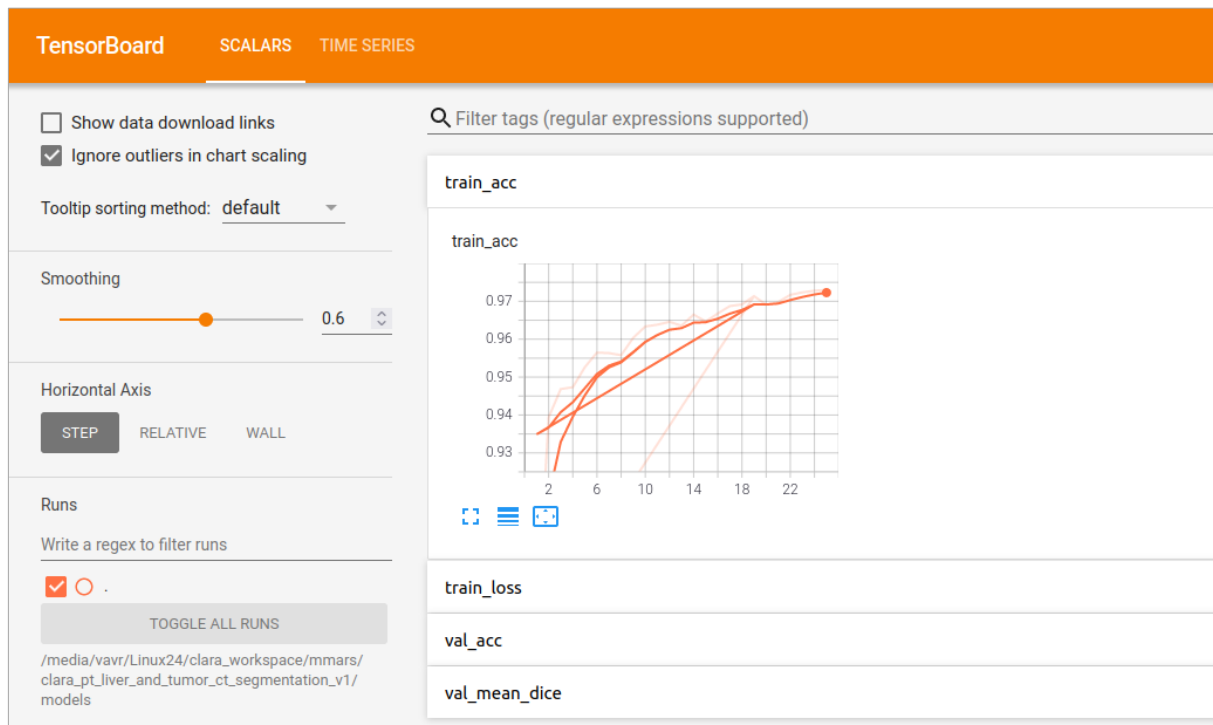 TensorBoard SCALARS TIME SERIES
Show data download links
Ignore outliers in chart scaling
Tooltip sorting method: default
Smoothing
0.6
Horizontal Axis
STEP RELATIVE WALL
Runs
Write a regex to filter runs
.
TOGGLE ALL RUNS
/media/vavr/Linux24/clara_workspace/mmars/
clara_pt_liver_and_tumor_ct_segmentation_v1/
models
Filter tags (regular expressions supported)
train_acc
train_acc
0.97
0.96
0.95
0.94
0.93
2 6 10 14 18 22
train_loss
val_acc
val_mean_dice